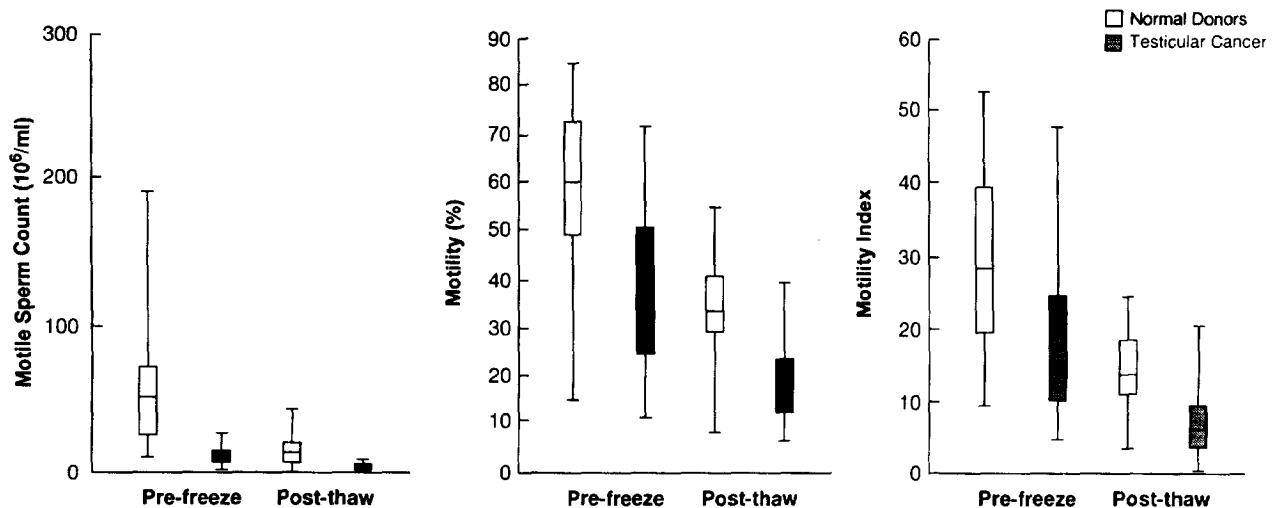 Normal Donors
Testicular Cancer
Motile Sperm Count (10⁶/ml)
300
200
100
0
Pre-freeze
Post-thaw
Motility (%)
90
80
70
60
50
40
30
20
10
0
Pre-freeze
Post-thaw
Motility Index
60
50
40
30
20
10
0
Pre-freeze
Post-thaw